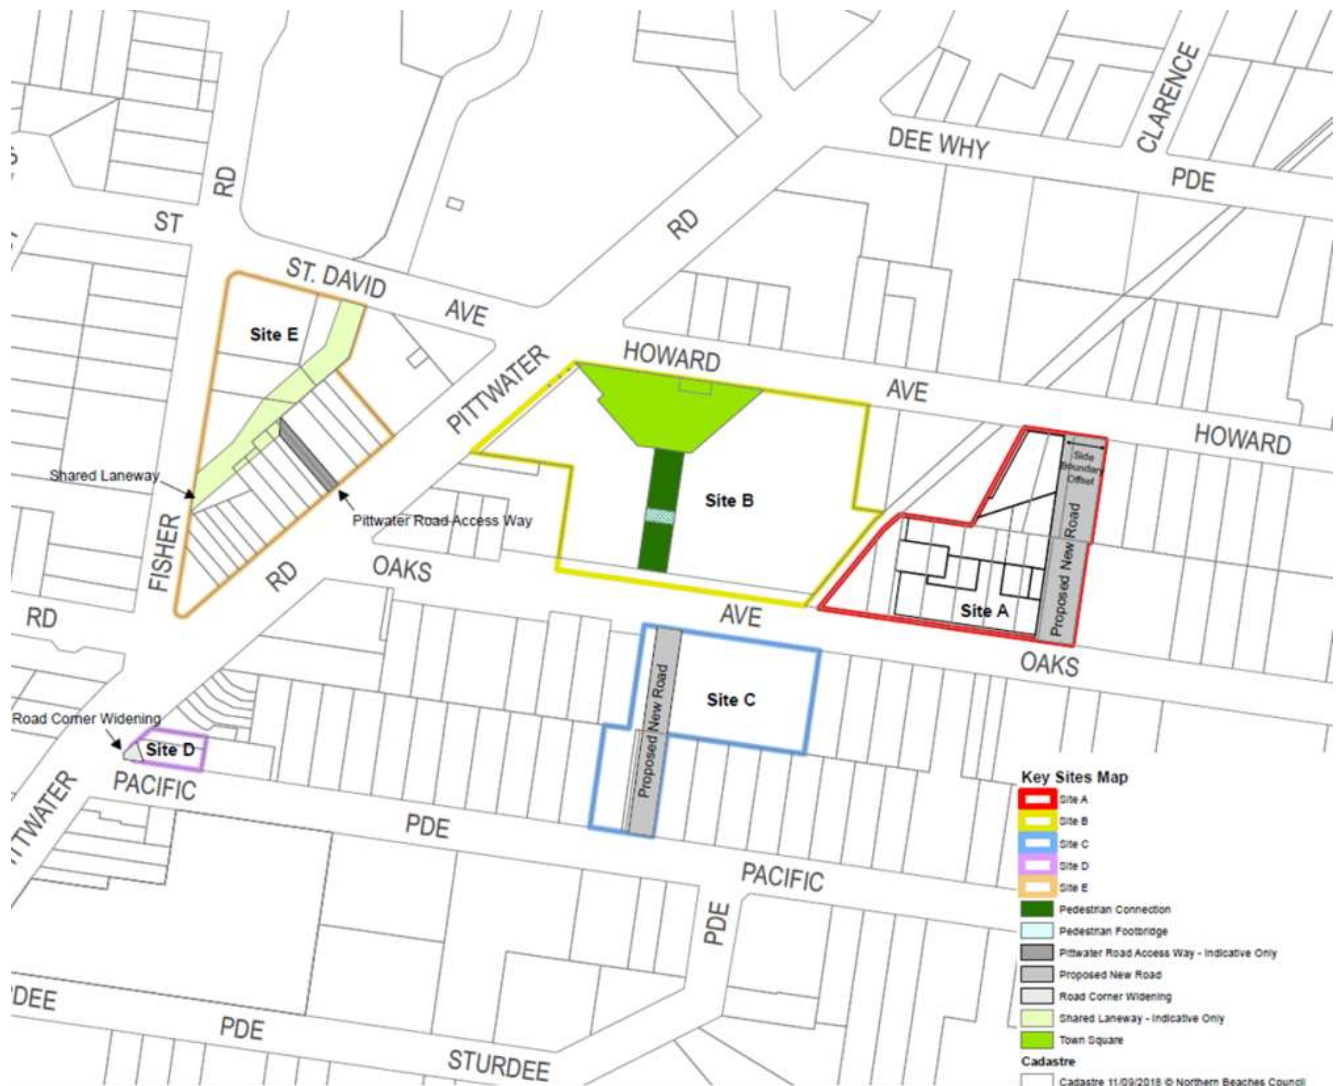 CLARENCE
DEE WHY
PDE
RD
ST
RD
ST. DAVID
AVE
Site E
HOWARD
AVE
HOWARD
PITTWATER
Side
Boundary
Offset
Shared Laneway
Site B
Pittwater Road Access Way
FISHER
RD
OAKS
AVE
Site A
Proposed New Road
OAKS
RD
Site C
Proposed New Road
Road Corner Widening
Site D
PACIFIC
PDE
PACIFIC
TTWATER
PDE
RDEE
PDE
STURDEE
Key Sites Map
Site A
Site B
Site C
Site D
Site E
Pedestrian Connection
Pedestrian Footbridge
Pittwater Road Access Way - Indicative Only
Proposed New Road
Road Corner Widening
Shared Laneway - Indicative Only
Town Square
Cadastre
Cadastre 11/09/2018 © Northern Beaches Council